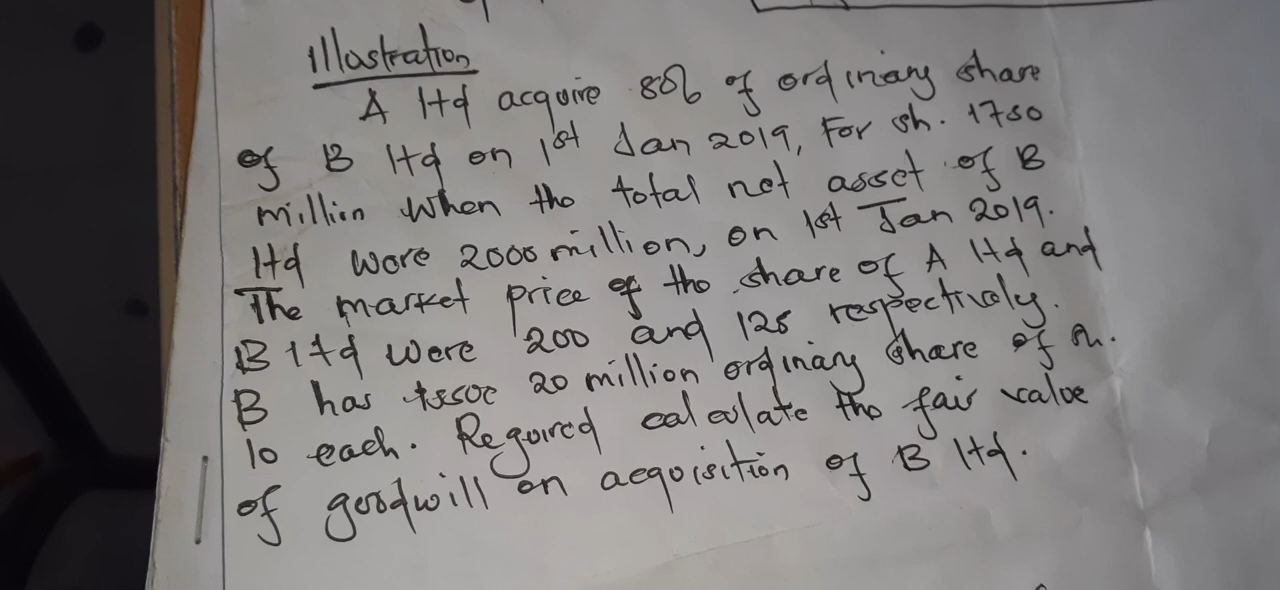 Illustration
A ltd acquire 80% of ordinary share
of B ltd on 1st Jan 2019, For sh. 1750
million when the total net asset of B
ltd were 2000 million, on 1st Jan 2019.
The market price of the share of A ltd and
B ltd were 200 and 125 respectively.
B has issue 20 million ordinary share of sh.
10 each. Required calculate the fair value
of goodwill on acquisition of B ltd.